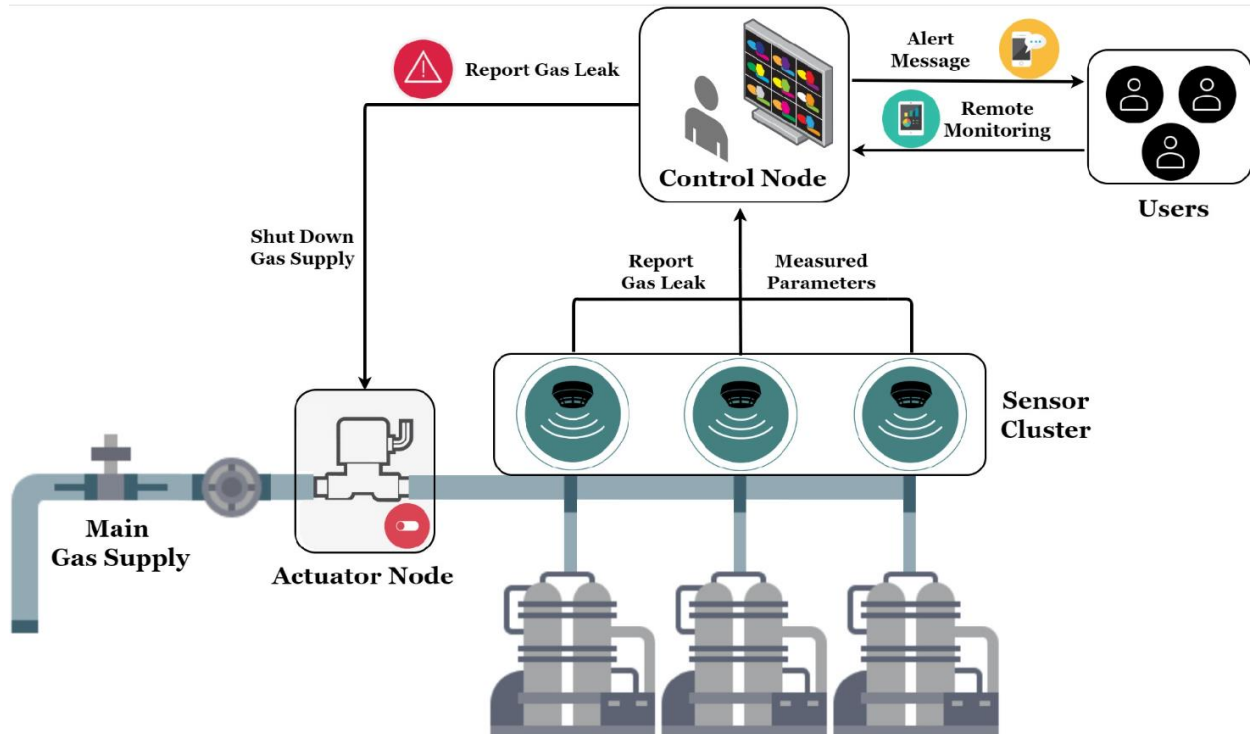 Report Gas Leak
Alert
Message
Remote
Monitoring
Control Node
Users
Shut Down
Gas Supply
Report
Gas Leak
Measured
Parameters
Sensor
Cluster
Main
Gas Supply
Actuator Node